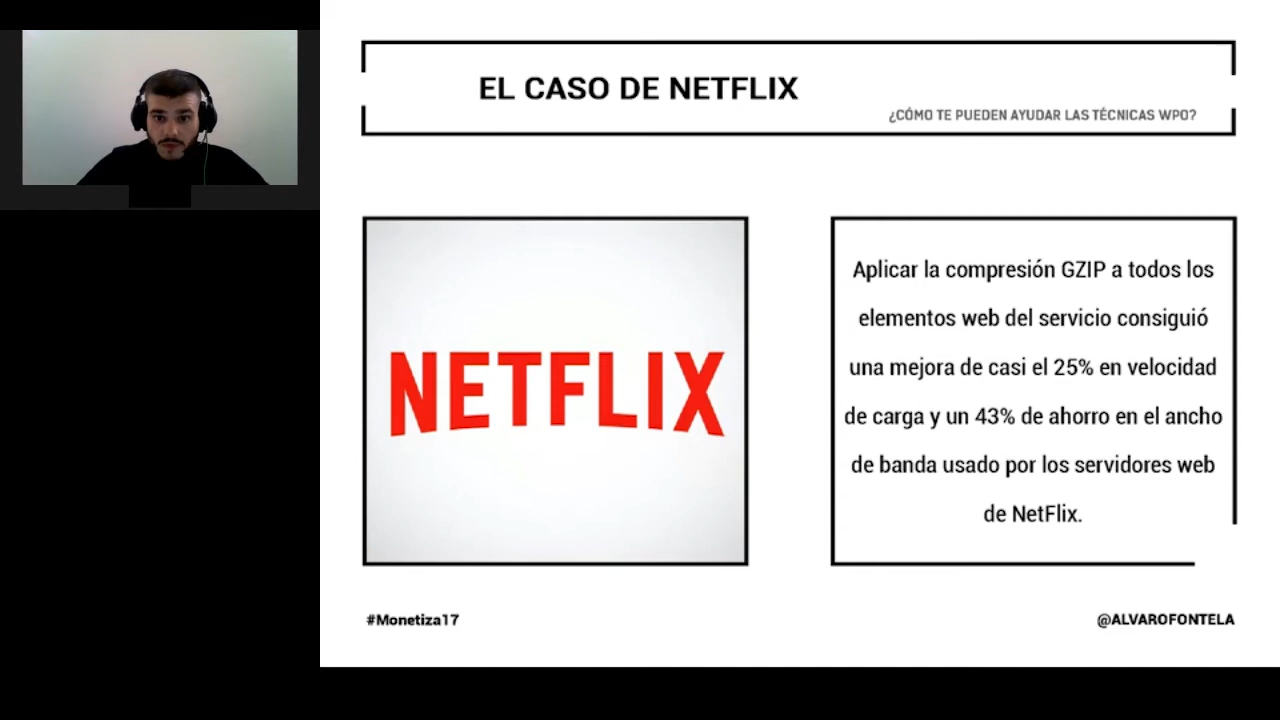 EL CASO DE NETFLIX
¿CÓMO TE PUEDEN AYUDAR LAS TÉCNICAS WPO?
NETFLIX
Aplicar la compresión GZIP a todos los
elementos web del servicio consiguió
una mejora de casi el 25% en velocidad
de carga y un 43% de ahorro en el ancho
de banda usado por los servidores web
de NetFlix.
#Monetiza17
@ALVAROFONTELA